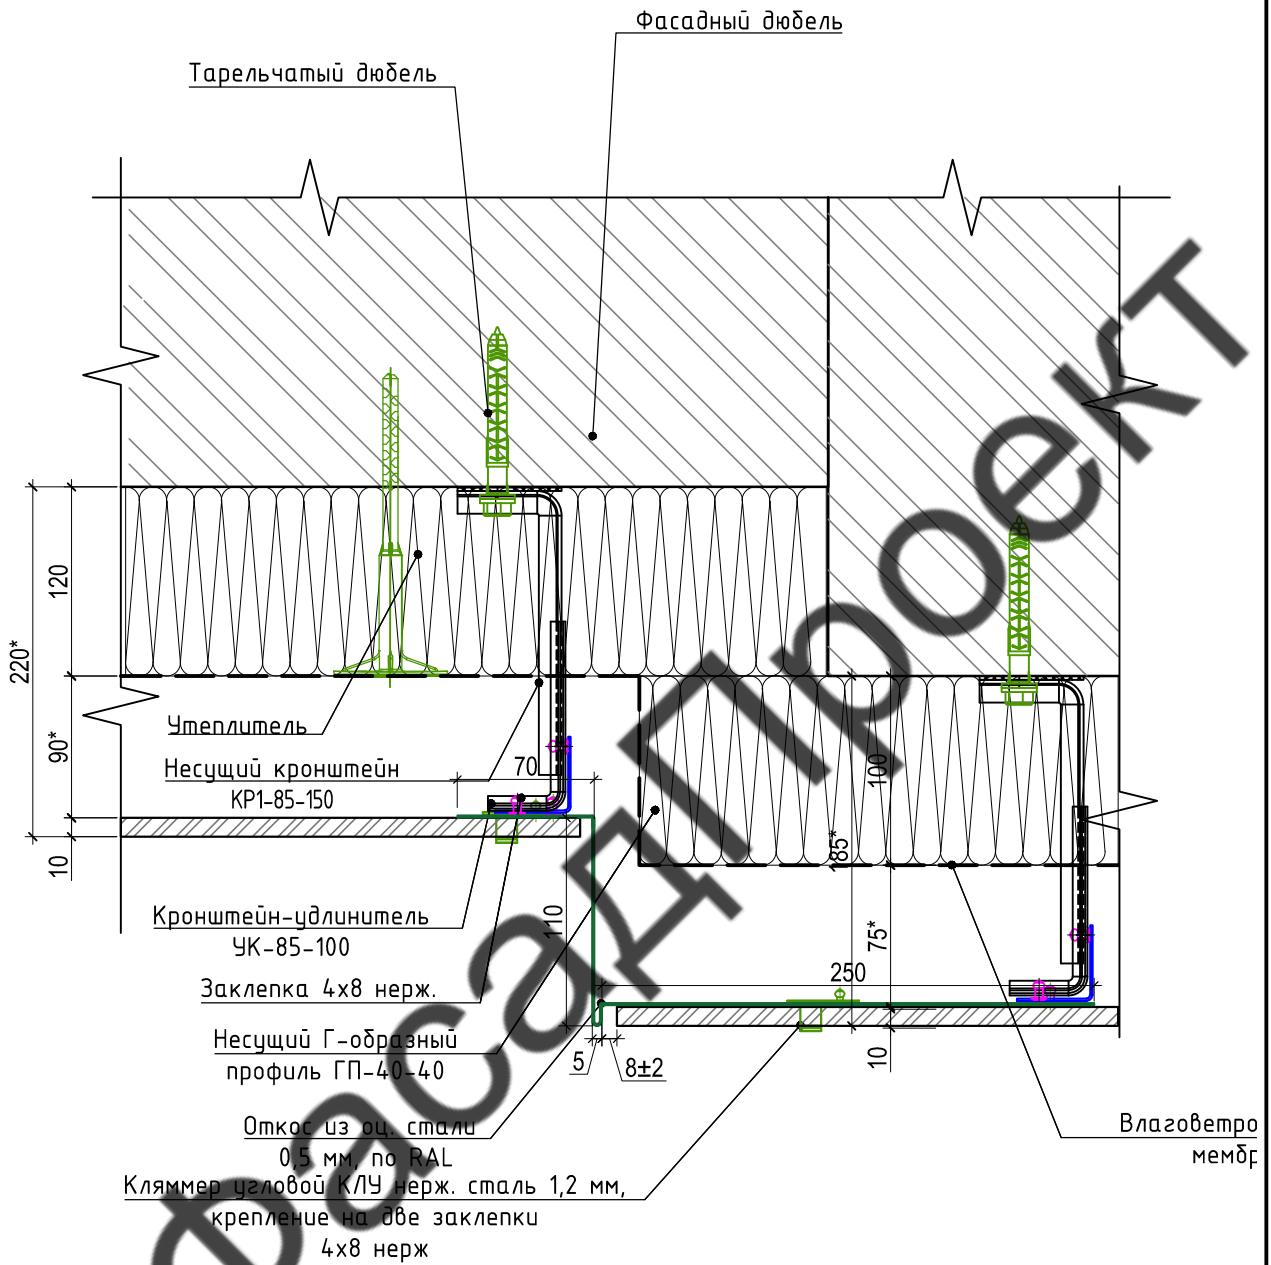 Фасадный дюбель
Тарельчатый дюбель
120
220*
90*
10
Утеплитель
Несущий кронштейн
КР1-85-150
70
100
185*
110
75*
250
Кронштейн-удлинитель
УК-85-100
Заклепка 4х8 нерж.
Несущий Г-образный
профиль ГП-40-40
5
8±2
10
Откос из оц. стали
0,5 мм, по RAL
Влаговетро
мембр
Кляммер угловой КЛУ нерж. сталь 1,2 мм,
крепление на две заклепки
4х8 нерж
ФасадПроект